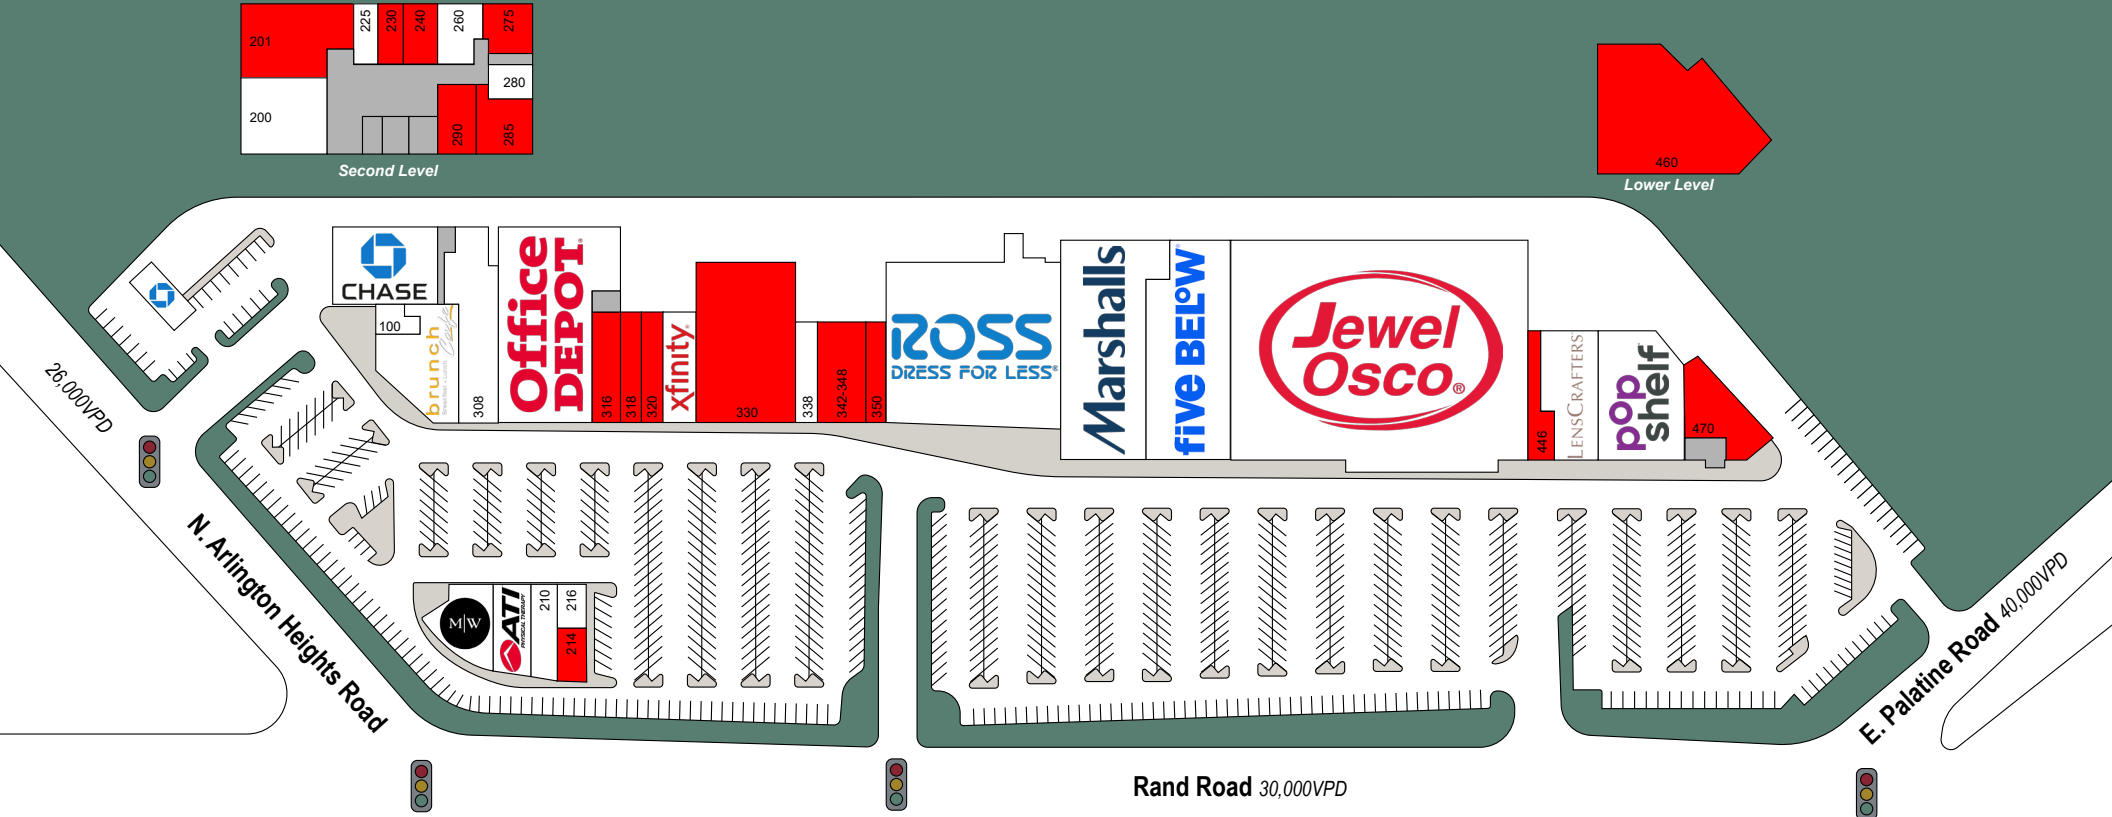 225
230
240
260
275
201
280
200
290
285
Second Level
460
Lower Level
CHASE
100
brunch
Café
308
Office
DEPOT
316
318
320
xfinity
330
338
342-348
350
ROSS
DRESS FOR LESS®
Marshalls
fiVe BELOW
Jewel
Osco®
446
LENSCRAFTERS
pop
shelf
470
26,000VPD
N. Arlington Heights Road
M|W
ATI
PHYSICAL THERAPY
210
216
214
E. Palatine Road 40,000VPD
Rand Road 30,000VPD